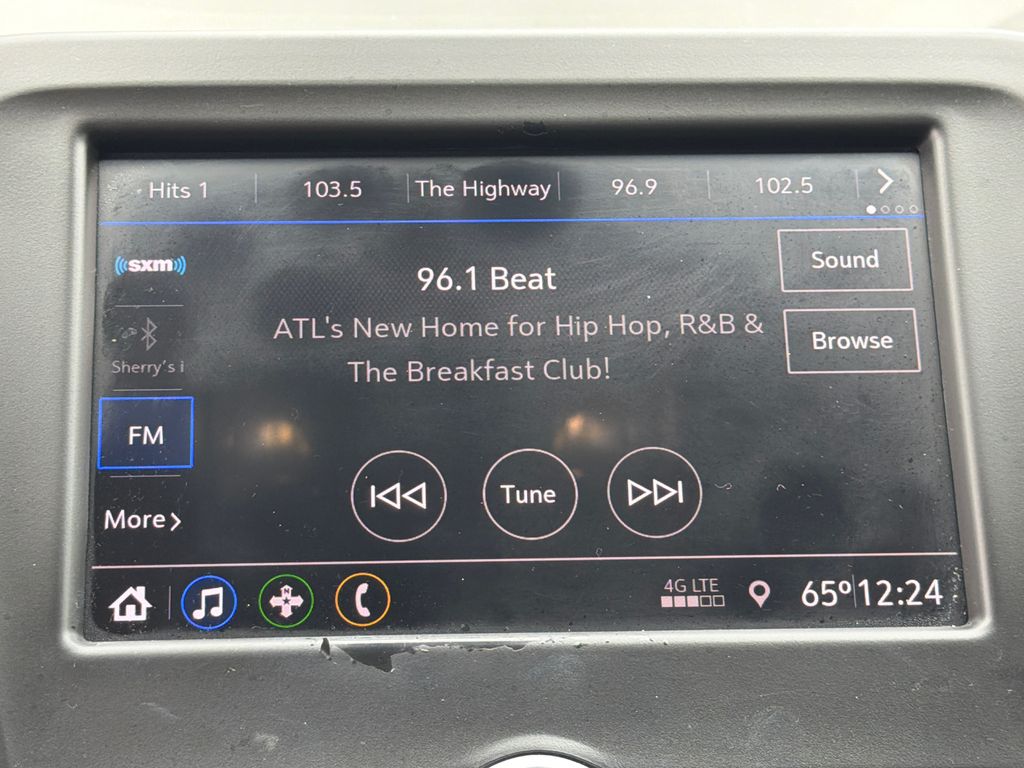 Hits 1 103.5 The Highway 96.9 102.5
sxm
Sound
96.1 Beat
ATL's New Home for Hip Hop, R&B &
The Breakfast Club!
Browse
Sherry's i
FM
Tune
More
N
4G LTE
65° 12:24